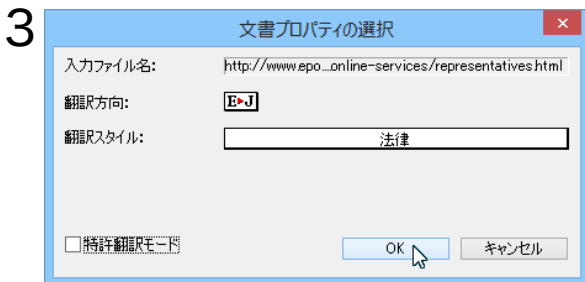 3
文書プロパティの選択
入力ファイル名: http://www.epo....online-services/representatives.html
翻訳方向: E▸J
翻訳スタイル: 法律
特許翻訳モード OK キャンセル